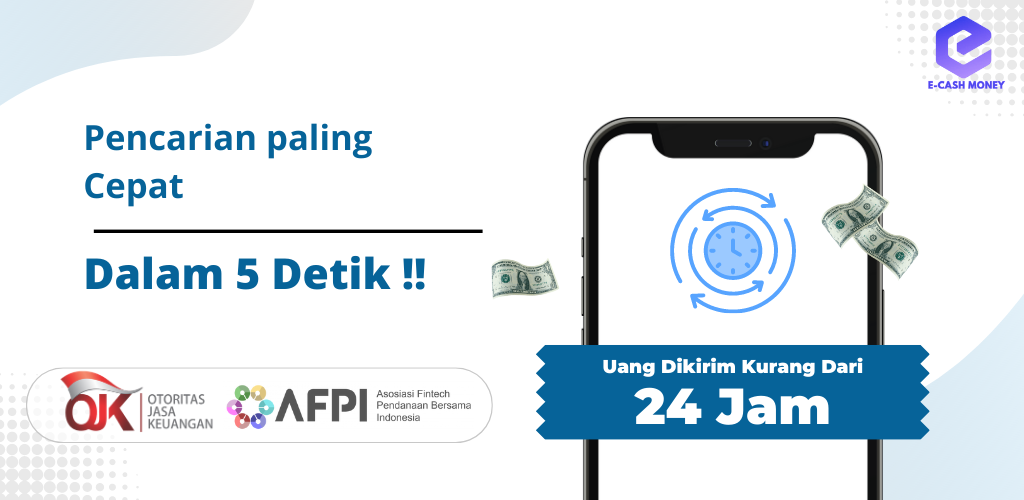 E-CASH MONEY
Pencarian paling
Cepat
Dalam 5 Detik !!
Uang Dikirim Kurang Dari
24 Jam
OJK OTORITAS
JASA
KEUANGAN
AFPI Asosiasi Fintech
Pendanaan Bersama
Indonesia